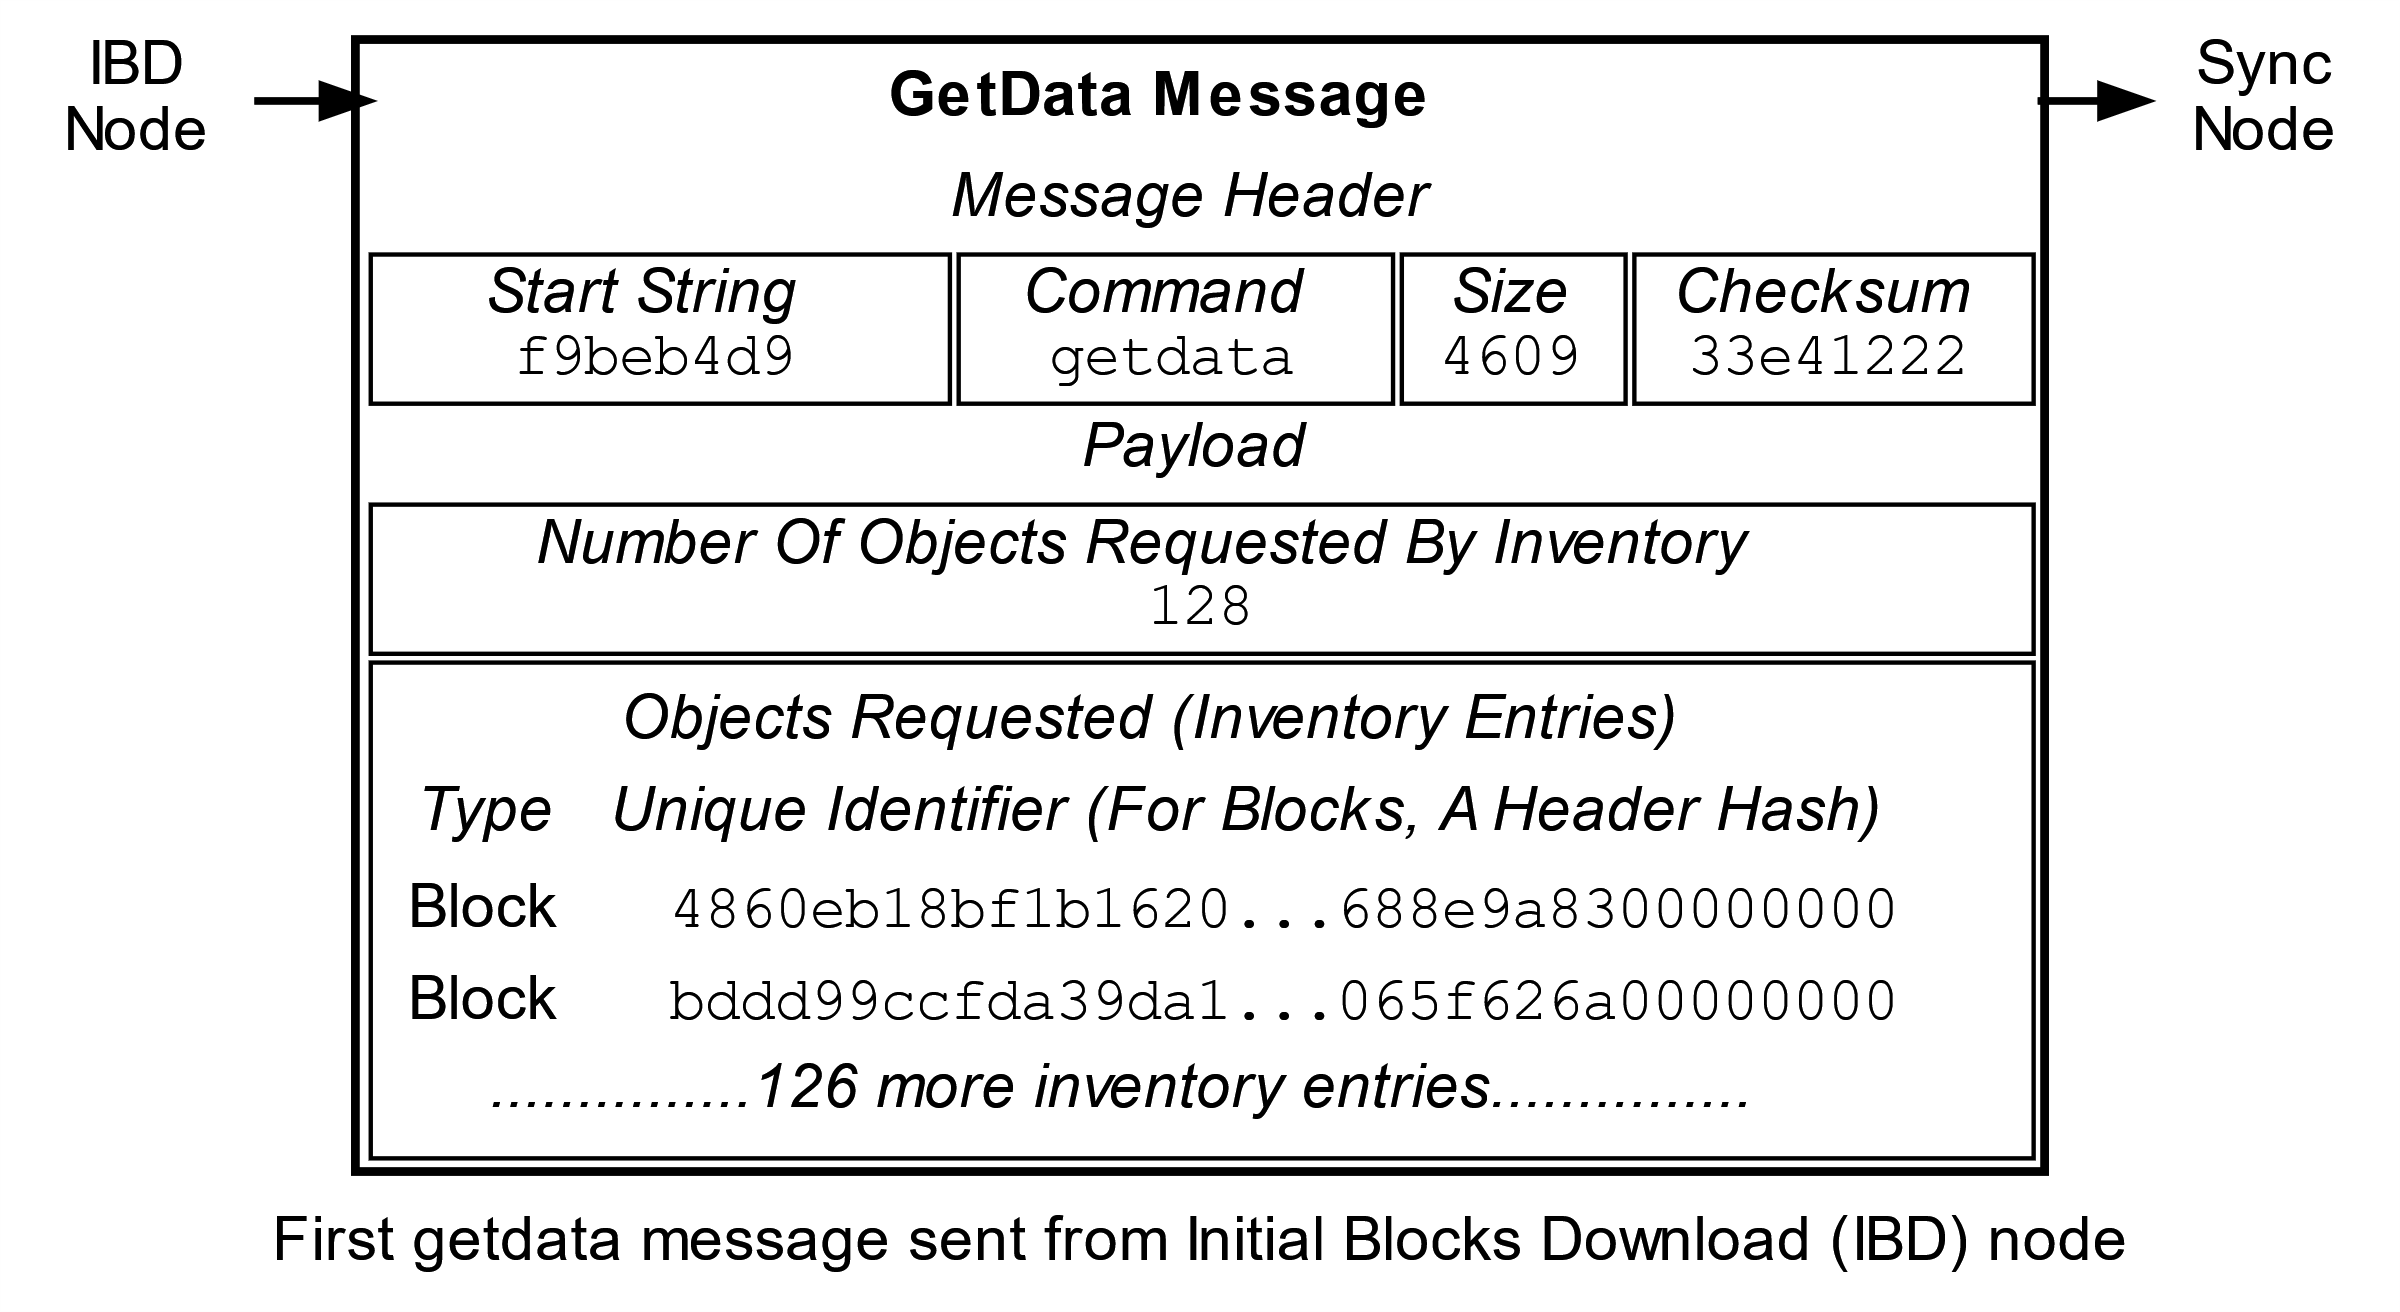 IBD
Node
Sync
Node
GetData Message
Message Header
Start String
f9beb4d9
Command
getdata
Size
4609
Checksum
33e41222
Payload
Number Of Objects Requested By Inventory
128
Objects Requested (Inventory Entries)
Type Unique Identifier (For Blocks, A Header Hash)
Block 4860eb18bf1b1620...688e9a8300000000
Block bddd99ccfda39da1...065f626a00000000
...............126 more inventory entries...............
First getdata message sent from Initial Blocks Download (IBD) node